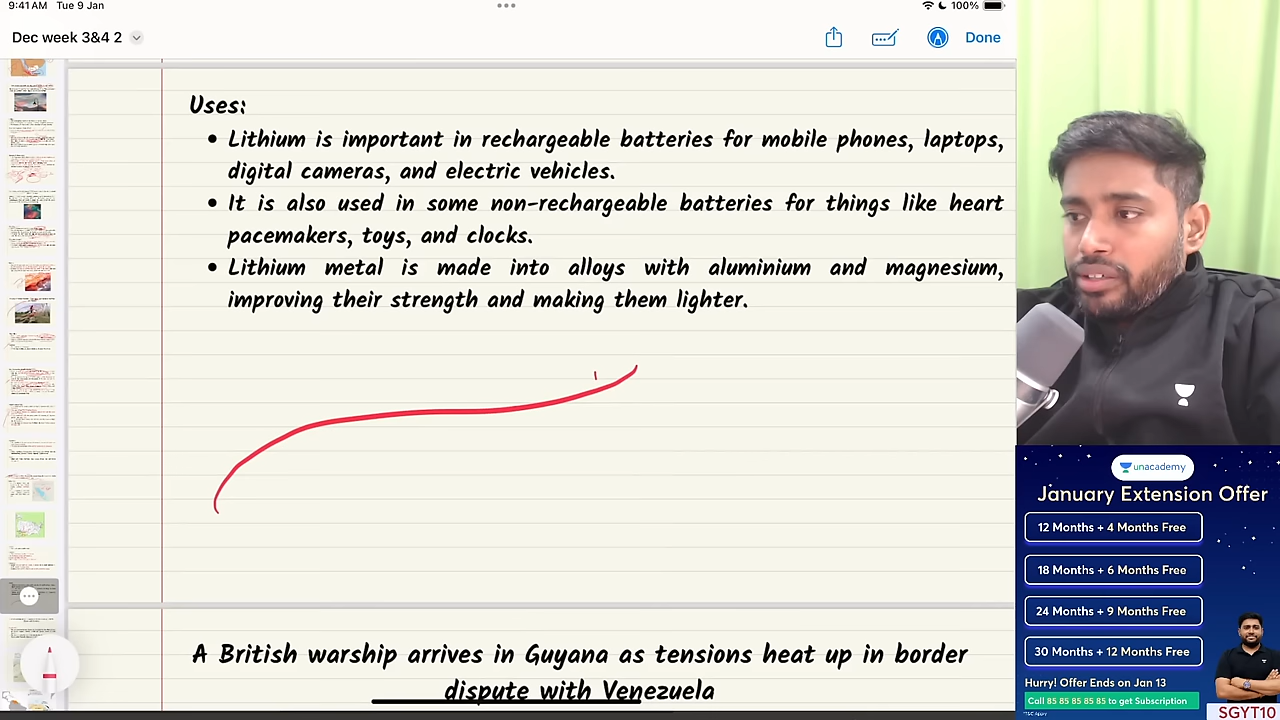 9:41 AM Tue 9 Jan
100%
Dec week 3&4 2
Done
Uses:
Lithium is important in rechargeable batteries for mobile phones, laptops,
digital cameras, and electric vehicles.
• It is also used in some non-rechargeable batteries for things like heart
pacemakers, toys, and clocks.
• Lithium metal is made into alloys with aluminium and magnesium,
improving their strength and making them lighter.
A British warship arrives in Guyana as tensions heat up in border
dispute with Venezuela
unacademy
January Extension Offer
12 Months + 4 Months Free
18 Months + 6 Months Free
24 Months + 9 Months Free
30 Months + 12 Months Free
Hurry! Offer Ends on Jan 13
Call 85 85 85 85 85 to get Subscription
SGYT10